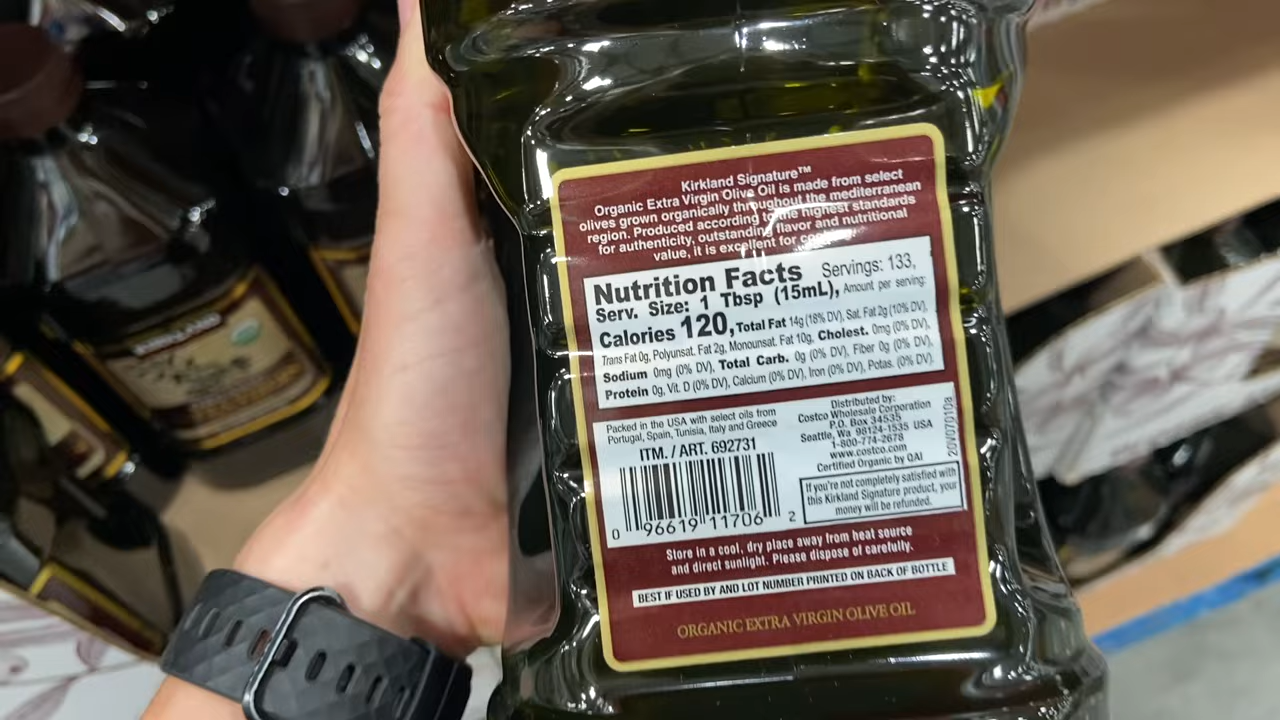 Kirkland Signature™
Organic Extra Virgin Olive Oil is made from select
olives grown organically throughout the mediterranean
region. Produced according to the highest standards
for authenticity, outstanding flavor and nutritional
value, it is excellent for
Nutrition Facts Servings: 133,
Serv. Size: 1 Tbsp (15mL), Amount per serving:
Calories 120, Total Fat 14g (18% DV), Sat. Fat 2g (10% DV),
Trans Fat 0g, Polyunsat. Fat 2g, Monounsat. Fat 10g, Cholest. 0mg (0% DV),
Sodium 0mg (0% DV), Total Carb. 0g (0% DV), Fiber 0g (0% DV),
Protein 0g, Vit. D (0% DV), Calcium (0% DV), Iron (0% DV), Potas. (0% DV).
Packed in the USA with select oils from
Portugal, Spain, Tunisia, Italy and Greece
ITM. / ART. 692731
0 96619 11706 2
Distributed by:
Costco Wholesale Corporation
P.O. Box 34535
Seattle, Wa 98124-1535 USA
1-800-774-2678
www.costco.com
Certified Organic by QAI
If you're not completely satisfied with
this Kirkland Signature product, your
money will be refunded.
Store in a cool, dry place away from heat source
and direct sunlight. Please dispose of carefully.
BEST IF USED BY AND LOT NUMBER PRINTED ON BACK OF BOTTLE
ORGANIC EXTRA VIRGIN OLIVE OIL
KIRKLAND